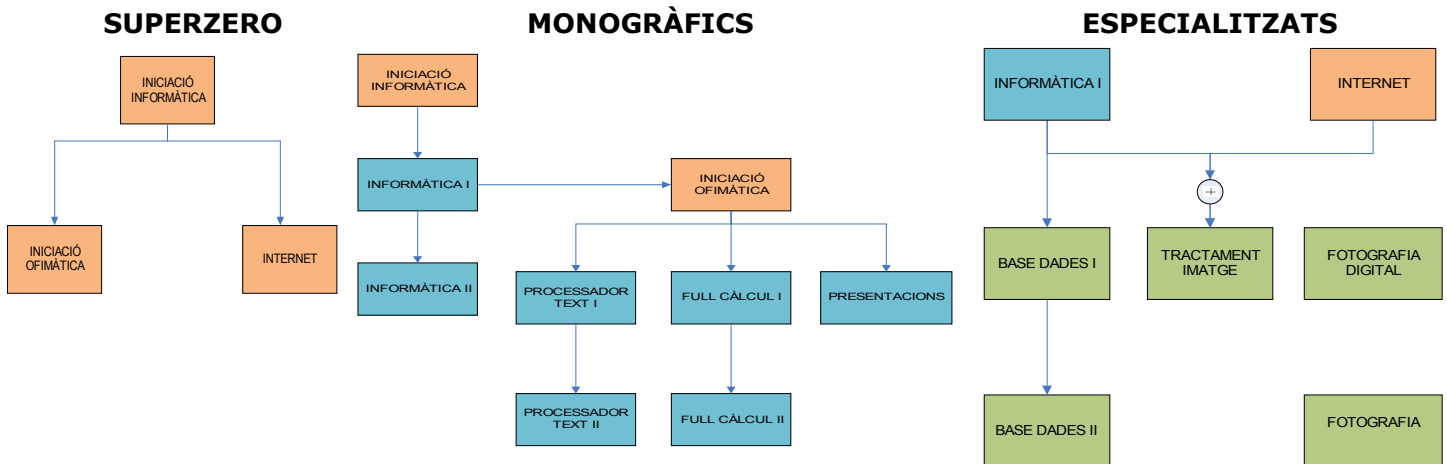 SUPERZERO
MONOGRÀFICS
ESPECIALITZATS
INICIACIÓ
INFORMÀTICA
INICIACIÓ
OFIMÀTICA
INTERNET
INICIACIÓ
INFORMÀTICA
INFORMÀTICA I
INICIACIÓ
OFIMÀTICA
INFORMÀTICA II
PROCESSADOR
TEXT I
FULL CÀLCUL I
PRESENTACIONS
PROCESSADOR
TEXT II
FULL CÀLCUL II
INFORMÀTICA I
INTERNET
BASE DADES I
TRACTAMENT
IMATGE
FOTOGRAFIA
DIGITAL
BASE DADES II
FOTOGRAFIA